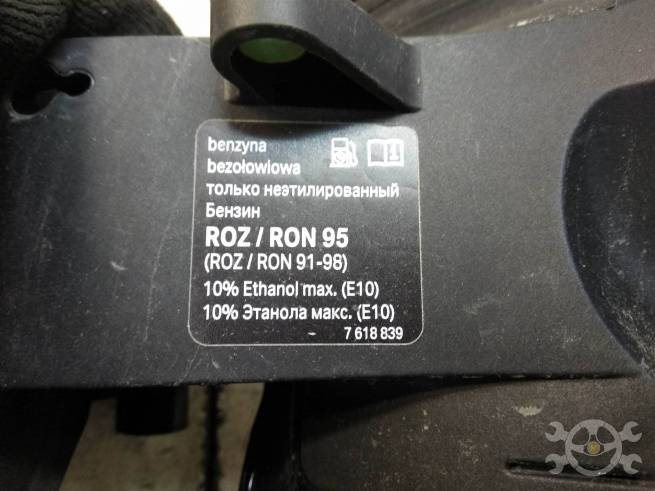 benzyna
bezołowiowa
только неэтилированный
Бензин
ROZ / RON 95
(ROZ / RON 91-98)
10% Ethanol max. (E10)
10% Этанола макс. (E10)
7 618 839